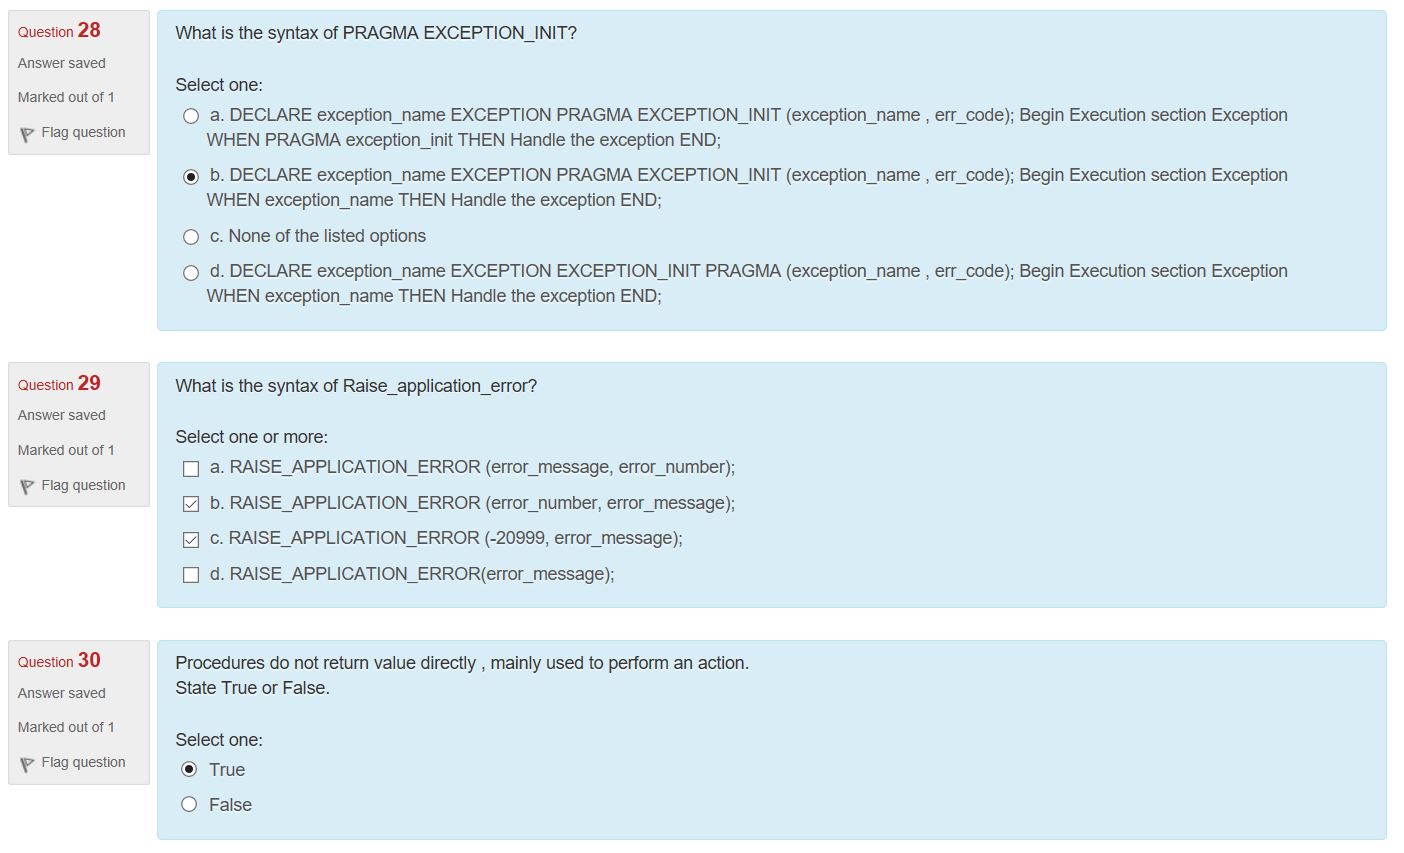 Question 28
Answer saved
Marked out of 1
Flag question
What is the syntax of PRAGMA EXCEPTION_INIT?
Select one:
a. DECLARE exception_name EXCEPTION PRAGMA EXCEPTION_INIT (exception_name , err_code); Begin Execution section Exception
WHEN PRAGMA exception_init THEN Handle the exception END;
b. DECLARE exception_name EXCEPTION PRAGMA EXCEPTION_INIT (exception_name , err_code); Begin Execution section Exception
WHEN exception_name THEN Handle the exception END;
c. None of the listed options
d. DECLARE exception_name EXCEPTION EXCEPTION_INIT PRAGMA (exception_name , err_code); Begin Execution section Exception
WHEN exception_name THEN Handle the exception END;
Question 29
Answer saved
Marked out of 1
Flag question
What is the syntax of Raise_application_error?
Select one or more:
a. RAISE_APPLICATION_ERROR (error_message, error_number);
b. RAISE_APPLICATION_ERROR (error_number, error_message);
c. RAISE_APPLICATION_ERROR (-20999, error_message);
d. RAISE_APPLICATION_ERROR(error_message);
Question 30
Answer saved
Marked out of 1
Flag question
Procedures do not return value directly , mainly used to perform an action.
State True or False.
Select one:
True
False